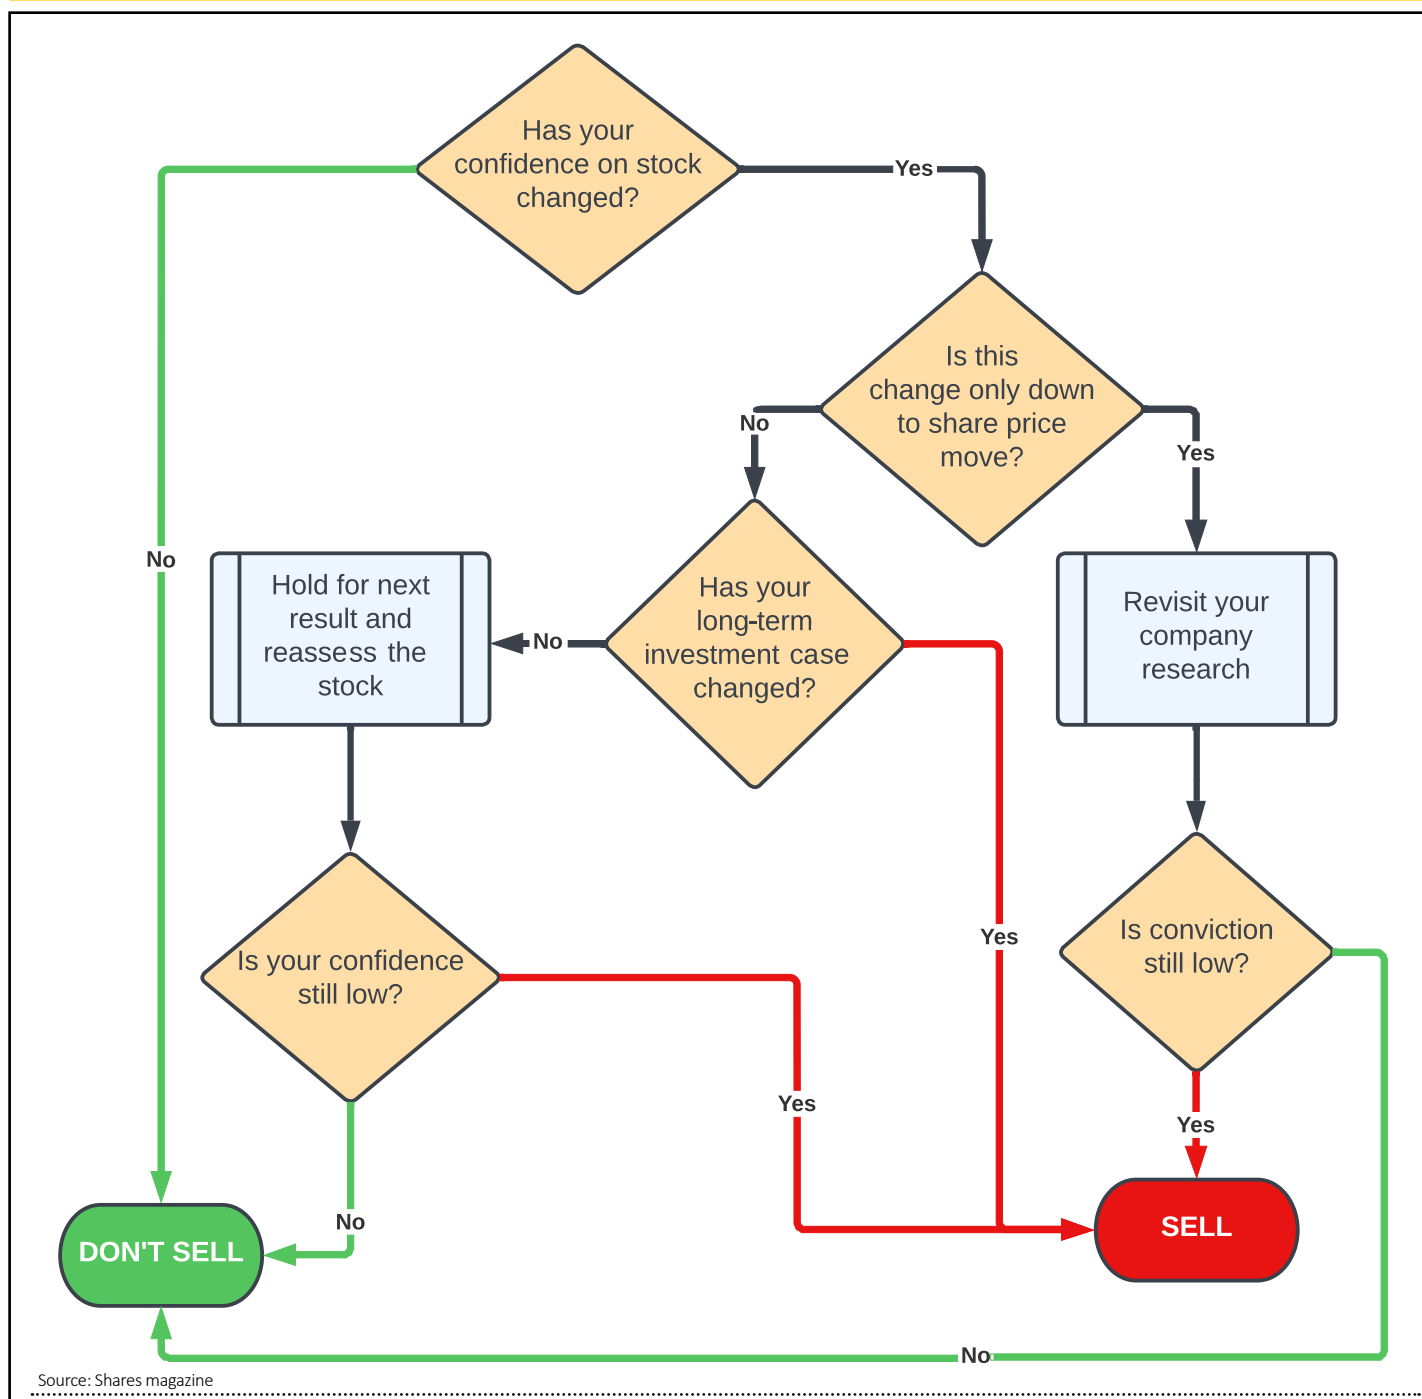 Has your
confidence on stock
changed?
Yes
Is this
change only down
to share price
move?
No
Yes
No
Hold for next
result and
reassess the
stock
No
Has your
long-term
investment case
changed?
Revisit your
company
research
Yes
Is your confidence
still low?
Is conviction
still low?
Yes
Yes
No
DON'T SELL
SELL
No
Source: Shares magazine